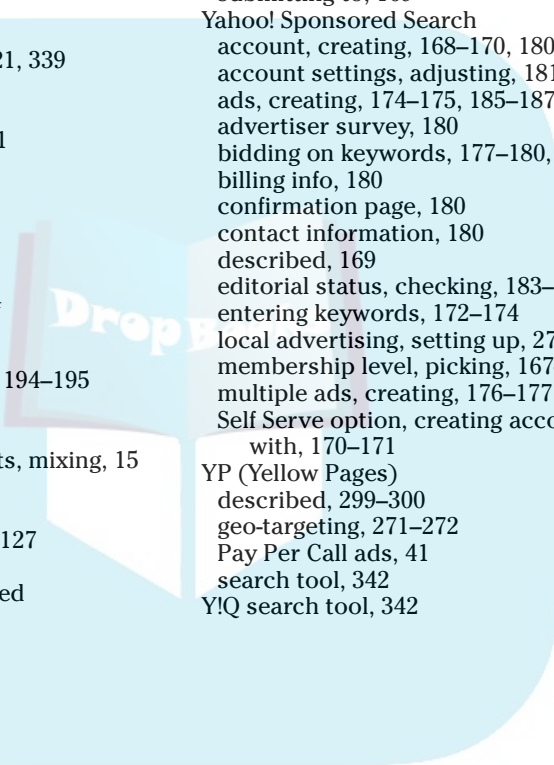 21, 339
1
194–195
ts, mixing, 15
127
ed
Yahoo! Sponsored Search
account, creating, 168–170, 180
account settings, adjusting, 181
ads, creating, 174–175, 185–187
advertiser survey, 180
bidding on keywords, 177–180,
billing info, 180
confirmation page, 180
contact information, 180
described, 169
editorial status, checking, 183–
entering keywords, 172–174
local advertising, setting up, 27
membership level, picking, 167
multiple ads, creating, 176–177
Self Serve option, creating acco
with, 170–171
YP (Yellow Pages)
described, 299–300
geo-targeting, 271–272
Pay Per Call ads, 41
search tool, 342
Y!Q search tool, 342
DropBooks